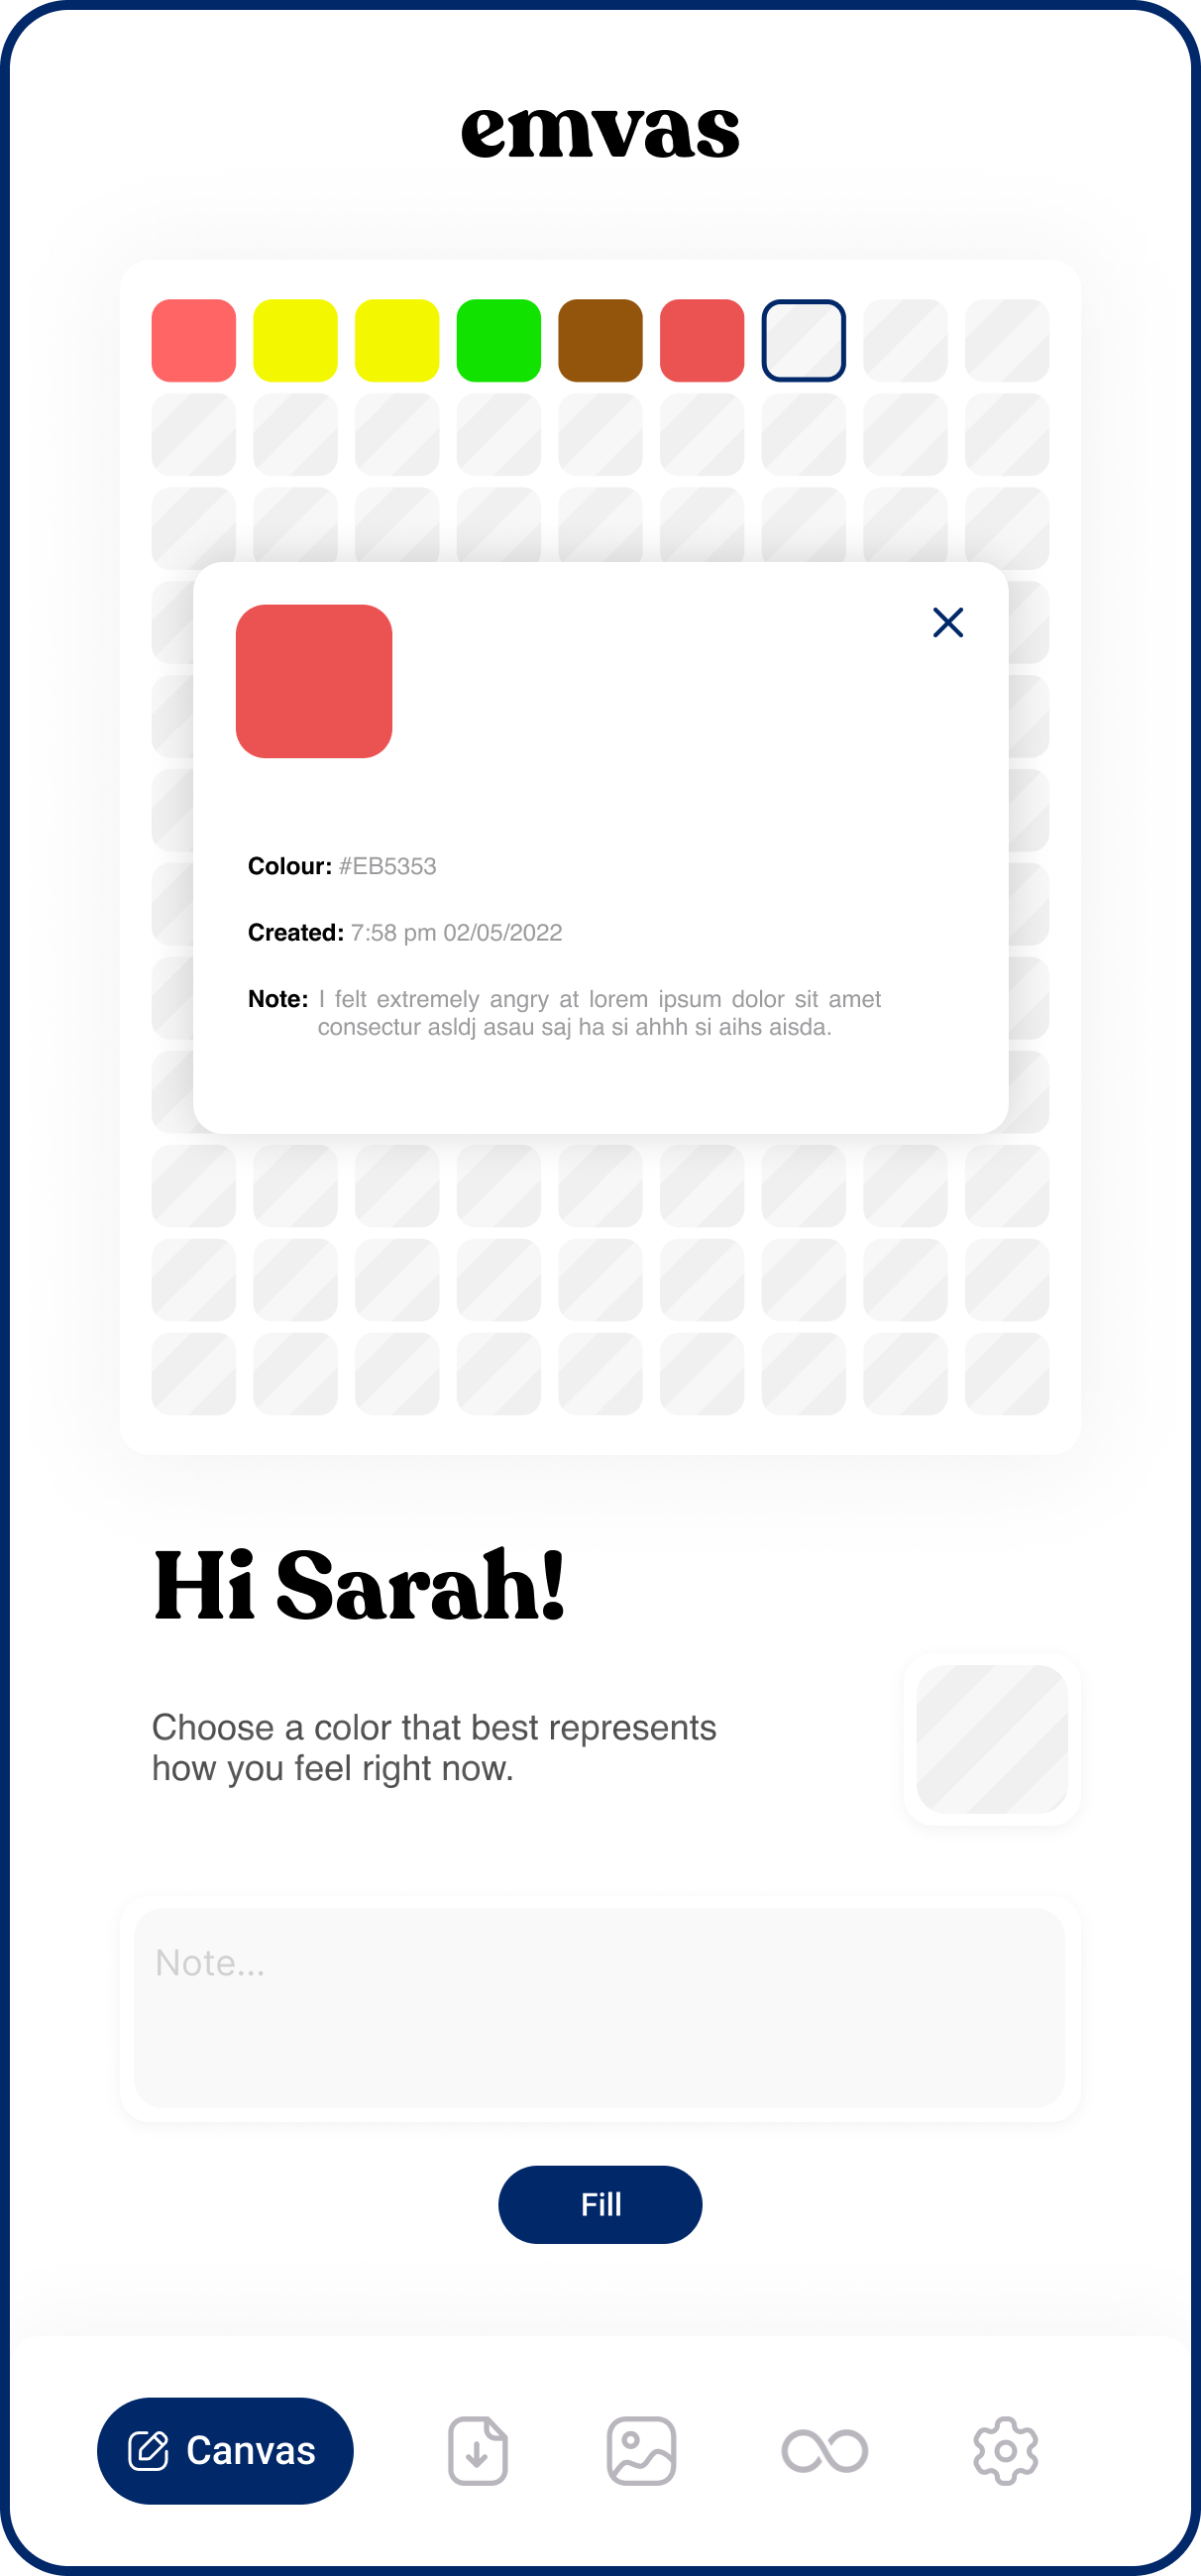 emvas
Colour: #EB5353
Created: 7:58 pm 02/05/2022
Note: I felt extremely angry at lorem ipsum dolor sit amet
consectur asldj asau saj ha si ahhh si aihs aisda.
Hi Sarah!
Choose a color that best represents
how you feel right now.
Note...
Fill
Canvas